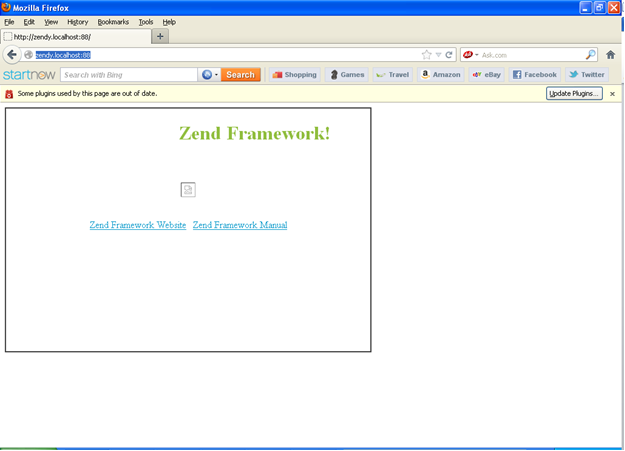 Mozilla Firefox
File Edit View History Bookmarks Tools Help
http://zendy.localhost:88/
zendy.localhost:88 Ask.com
startnow Search with Bing Search Shopping Games Travel Amazon eBay Facebook Twitter
Some plugins used by this page are out of date. Update Plugins...
Zend Framework!
Zend Framework Website Zend Framework Manual